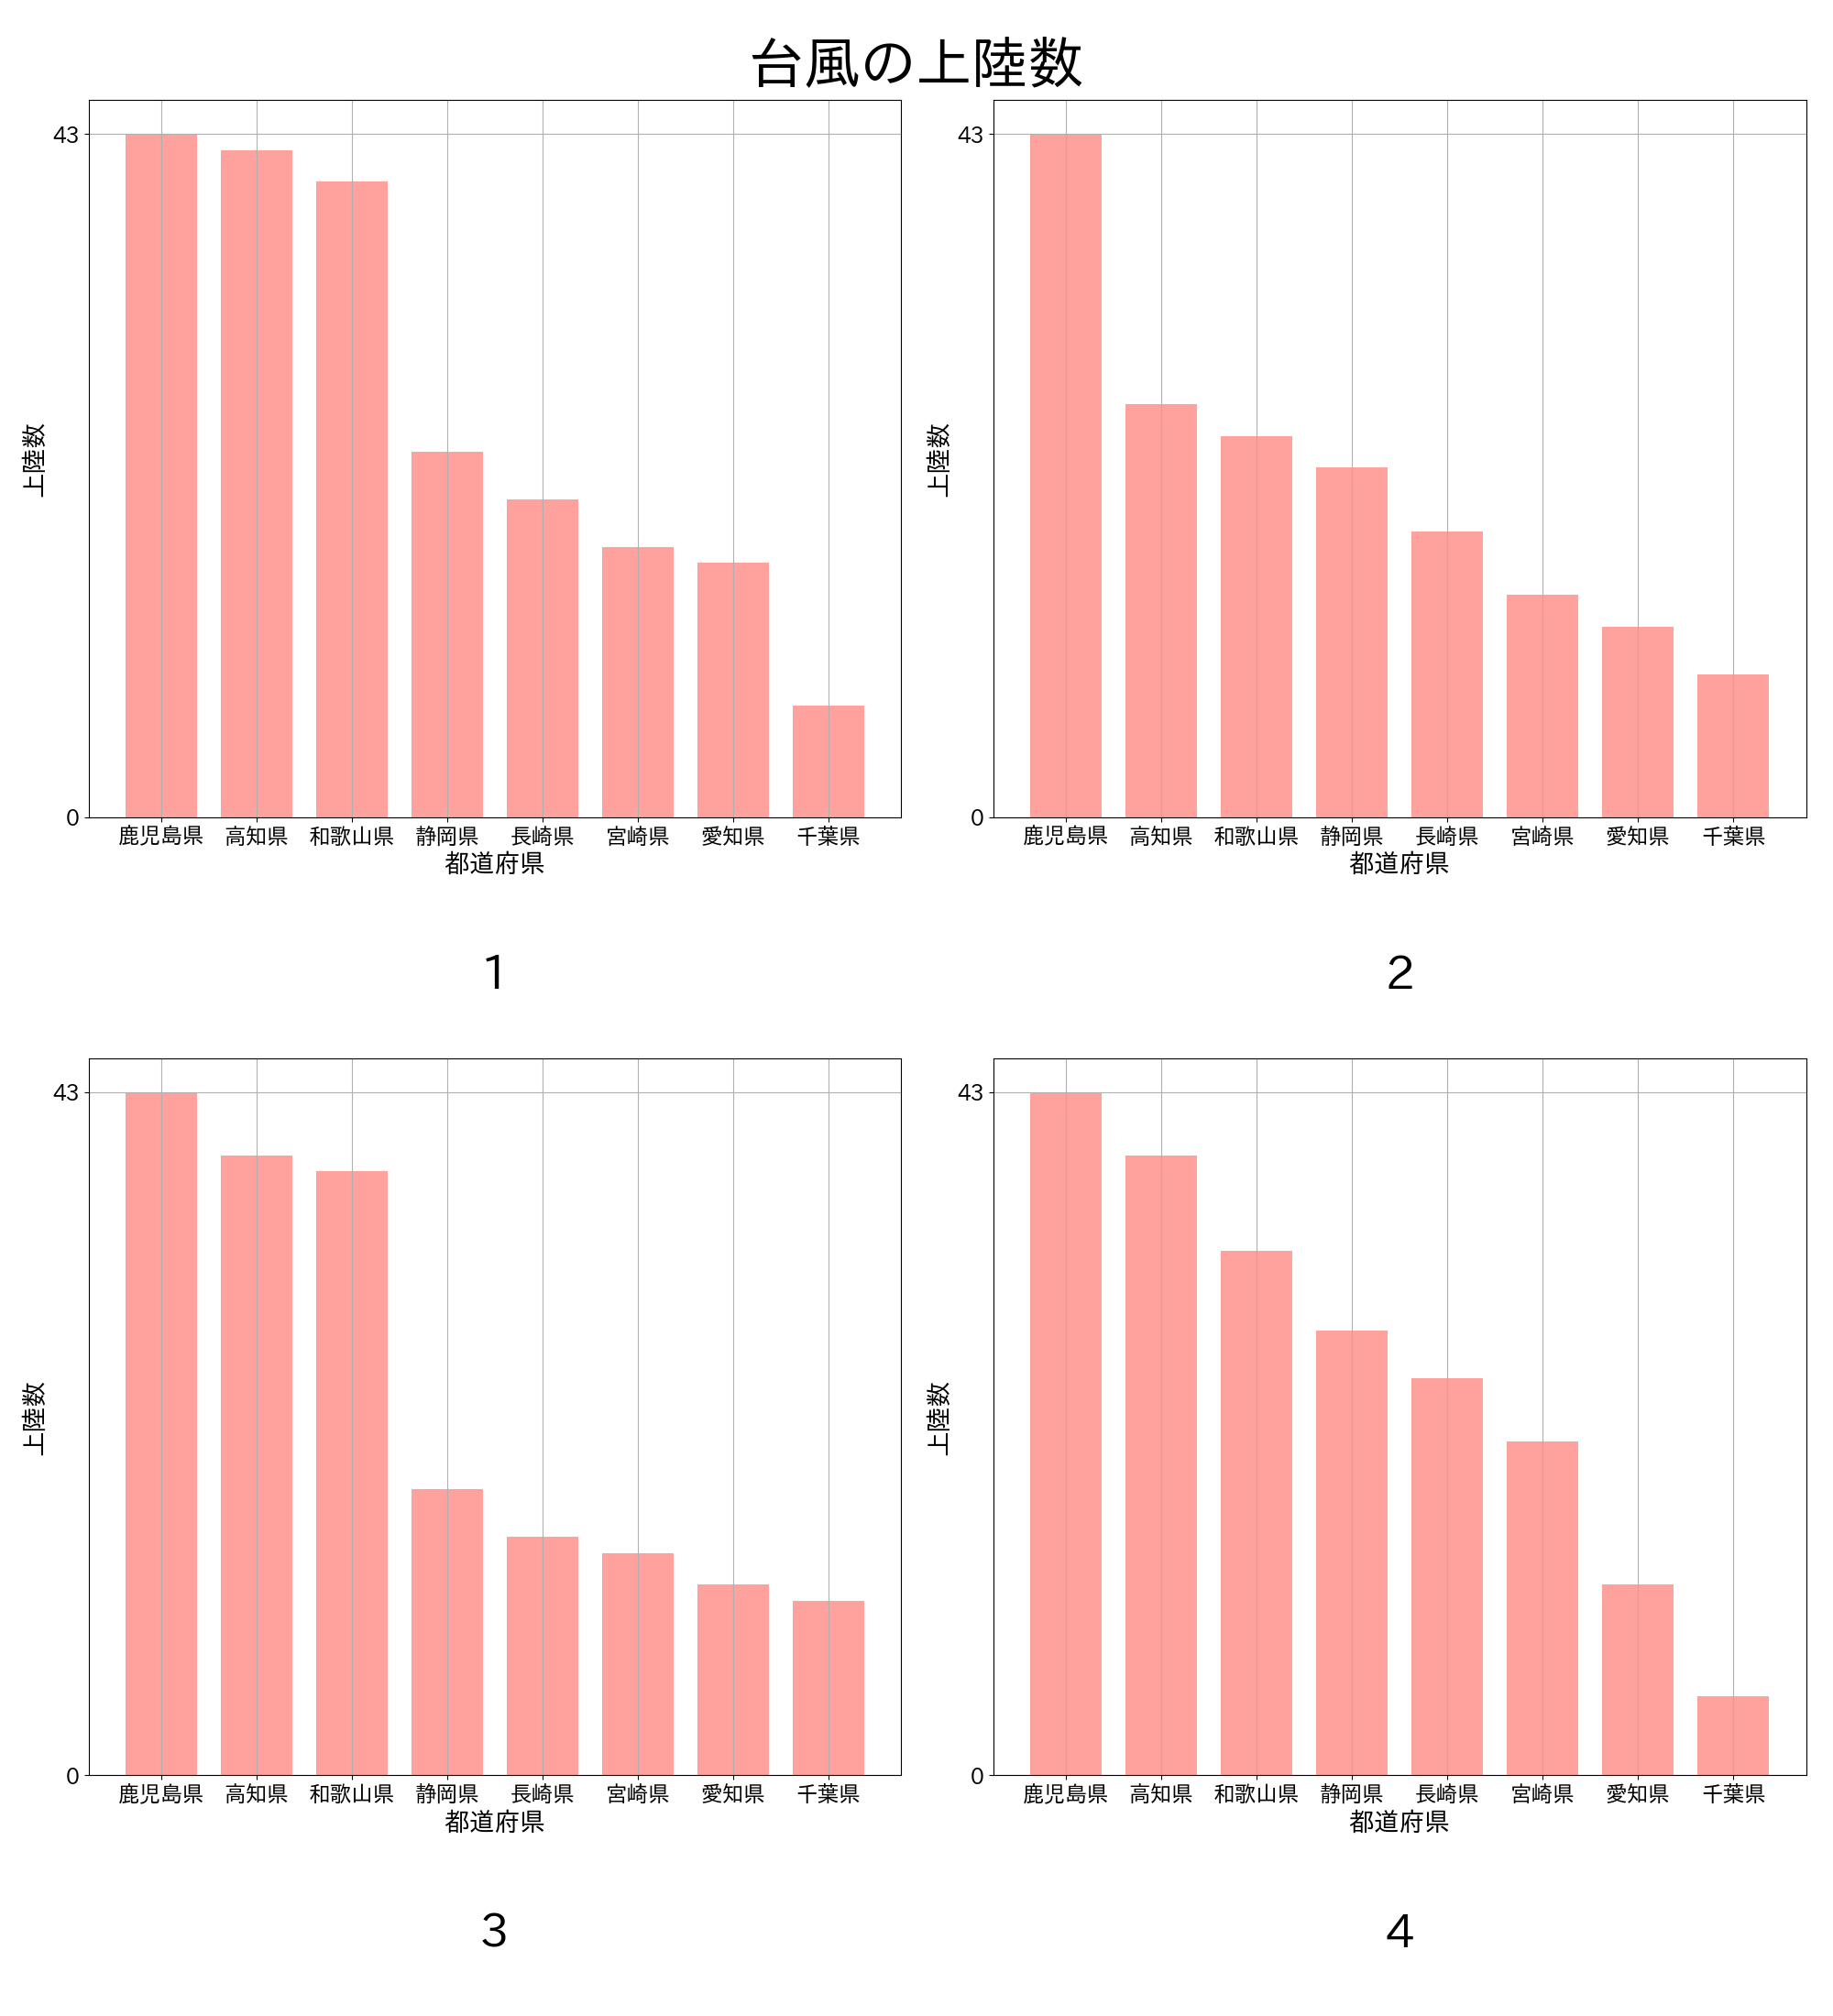 台風の上陸数
43
0
上陸数
鹿児島県 高知県 和歌山県 静岡県 長崎県 宮崎県 愛知県 千葉県
都道府県
1
43
0
上陸数
鹿児島県 高知県 和歌山県 静岡県 長崎県 宮崎県 愛知県 千葉県
都道府県
2
43
0
上陸数
鹿児島県 高知県 和歌山県 静岡県 長崎県 宮崎県 愛知県 千葉県
都道府県
3
43
0
上陸数
鹿児島県 高知県 和歌山県 静岡県 長崎県 宮崎県 愛知県 千葉県
都道府県
4